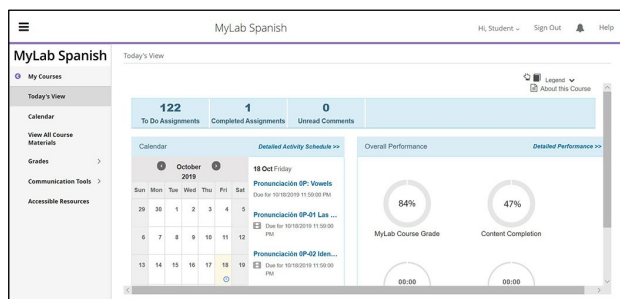 MyLab Spanish
Hi, Student
Sign Out
Help
MyLab Spanish
Today's View
My Courses
Today's View
Calendar
View All Course
Materials
Grades
Communication Tools
Accessible Resources
Legend
About this Course
122
To Do Assignments
1
Completed Assignments
0
Unread Comments
Calendar
Detailed Activity Schedule >>
October
2019
Sun Mon Tue Wed Thu Fri Sat
29 30 1 2 3 4 5
6 7 8 9 10 11 12
13 14 15 16 17 18 19
18 Oct Friday
Pronunciación 0P: Vowels
Due for 10/18/2019 11:59:00 PM
Pronunciación 0P-01 Las ...
Due for 10/18/2019 11:59:00
PM
Pronunciación 0P-02 Iden...
Due for 10/18/2019 11:59:00
PM
Overall Performance
Detailed Performance >>
84%
MyLab Course Grade
47%
Content Completion
00:00
00:00